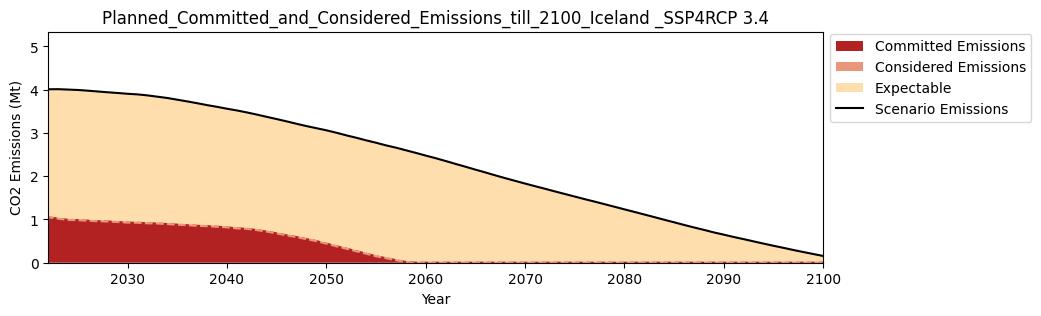 Planned_Committed_and_Considered_Emissions_till_2100_Iceland _SSP4RCP 3.4
CO2 Emissions (Mt)
5
4
3
2
1
0
2030 2040 2050 2060 2070 2080 2090 2100
Year
Committed Emissions
Considered Emissions
Expectable
Scenario Emissions